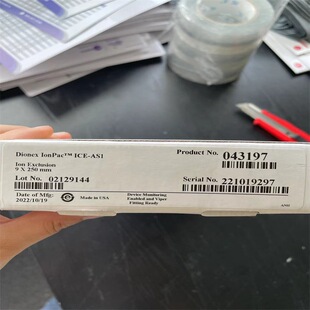 Dionex IonPac™ ICE-AS1
Product No. 043197
Ion Exclusion
9 X 250 mm
Lot No. 02129144
Serial No. 221019297
Date of Mfg:
2022/10/19
Made in USA
Device Monitoring
Enabled and Viper
Fitting Ready